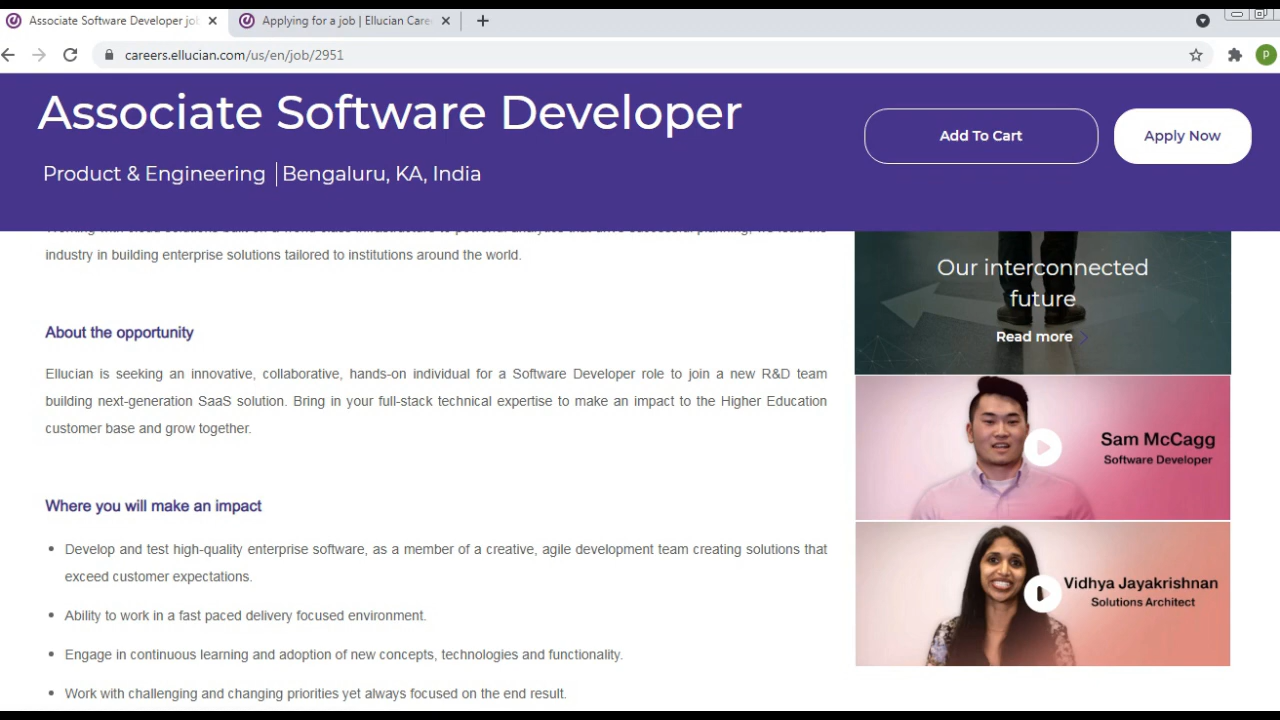 Associate Software Developer jo
Applying for a job | Ellucian Care
careers.ellucian.com/us/en/job/2951
p
Associate Software Developer
Product & Engineering
Bengaluru, KA, India
Add To Cart
Apply Now
industry in building enterprise solutions tailored to institutions around the world.
About the opportunity
Ellucian is seeking an innovative, collaborative, hands-on individual for a Software Developer role to join a new R&D team
building next-generation SaaS solution. Bring in your full-stack technical expertise to make an impact to the Higher Education
customer base and grow together.
Where you will make an impact
• Develop and test high-quality enterprise software, as a member of a creative, agile development team creating solutions that
exceed customer expectations.
• Ability to work in a fast paced delivery focused environment.
• Engage in continuous learning and adoption of new concepts, technologies and functionality.
• Work with challenging and changing priorities yet always focused on the end result.
Our interconnected
future
Read more
Sam McCagg
Software Developer
Vidhya Jayakrishnan
Solutions Architect